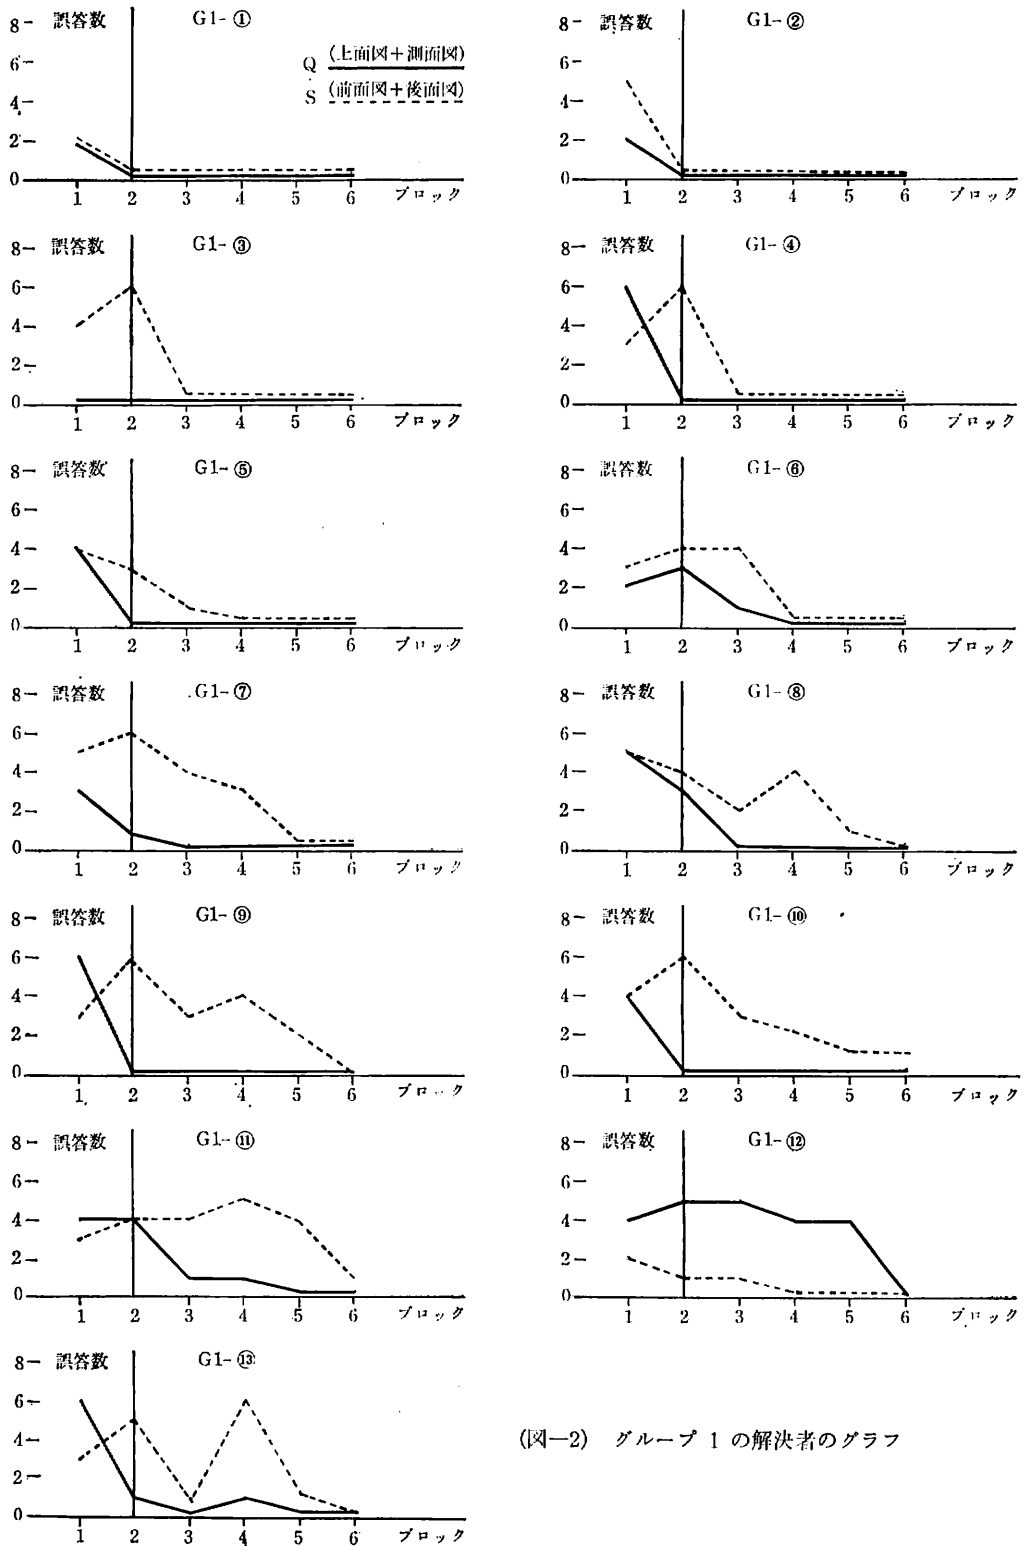 8 誤答数 G1-①
Q (上面図+測面図)
S (前面図+後面図)
6
4
2
0
1 2 3 4 5 6 ブロック
8 誤答数 G1-②
6
4
2
0
1 2 3 4 5 6 ブロック
8 誤答数 G1-③
6
4
2
0
1 2 3 4 5 6 ブロック
8 誤答数 G1-④
6
4
2
0
1 2 3 4 5 6 ブロック
8 誤答数 G1-⑤
6
4
2
0
1 2 3 4 5 6 ブロック
8 誤答数 G1-⑥
6
4
2
0
1 2 3 4 5 6 ブロック
8 誤答数 G1-⑦
6
4
2
0
1 2 3 4 5 6 ブロック
8 誤答数 G1-⑧
6
4
2
0
1 2 3 4 5 6 ブロック
8 誤答数 G1-⑨
6
4
2
0
1 2 3 4 5 6 ブロック
8 誤答数 G1-⑩
6
4
2
0
1 2 3 4 5 6 ブロック
8 誤答数 G1-⑪
6
4
2
0
1 2 3 4 5 6 ブロック
8 誤答数 G1-⑫
6
4
2
0
1 2 3 4 5 6 ブロック
8 誤答数 G1-⑬
6
4
2
0
1 2 3 4 5 6 ブロック
(図—2) グループ 1 の解決者のグラフ